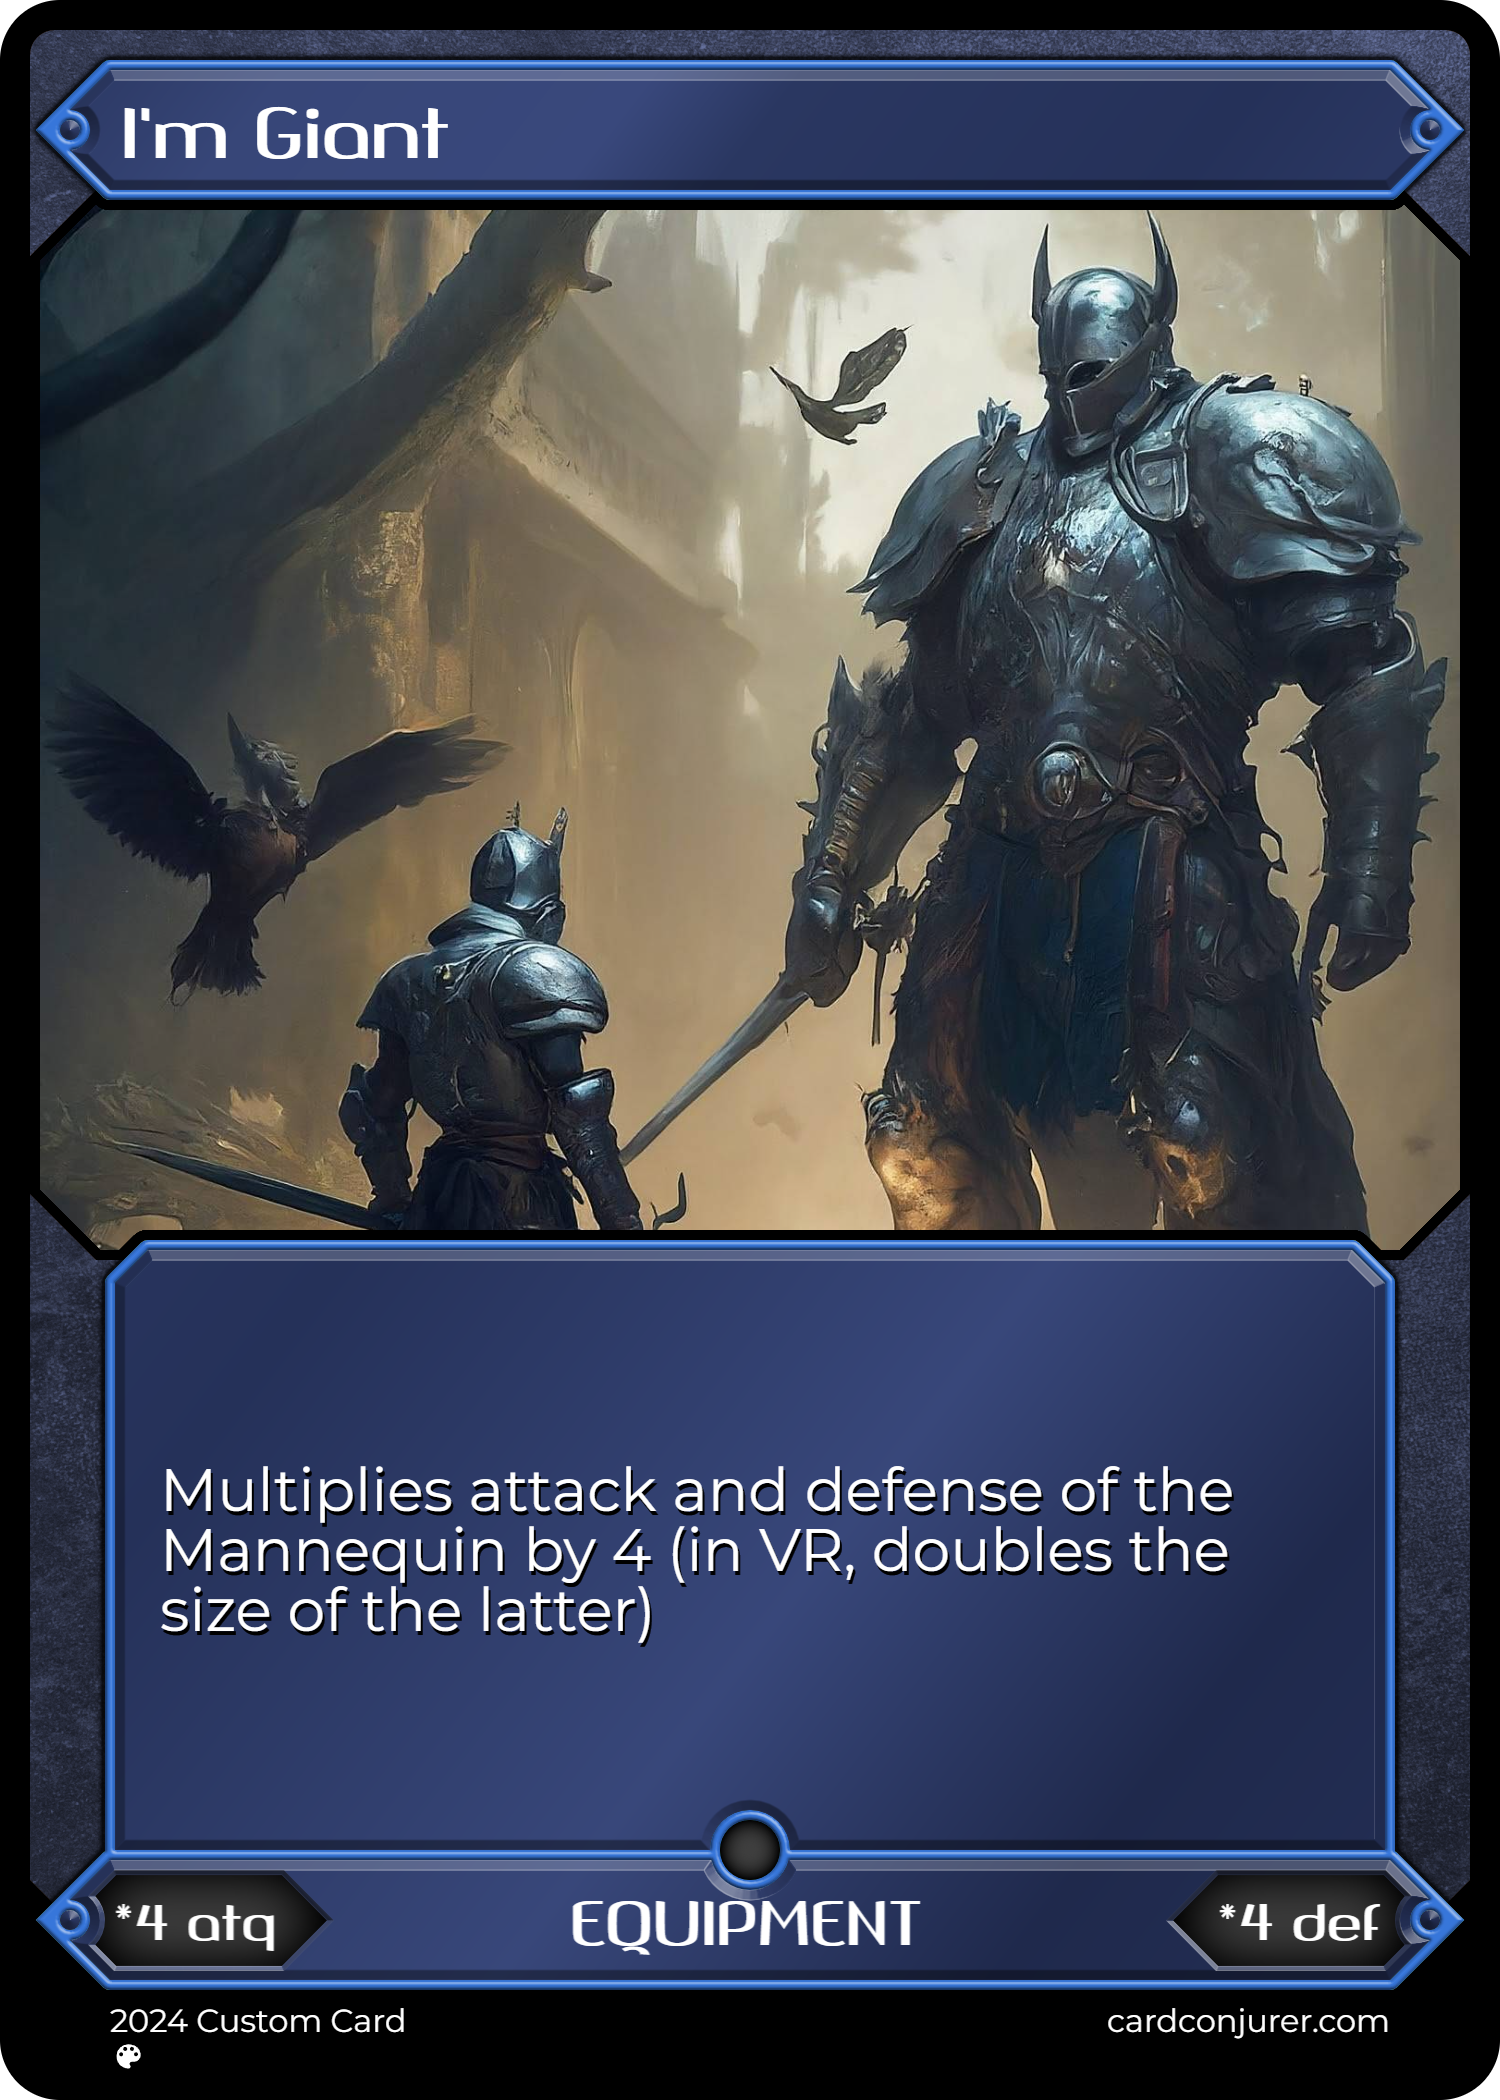 I'm Giant
Multiplies attack and defense of the
Mannequin by 4 (in VR, doubles the
size of the latter)
*4 atq
EQUIPMENT
*4 def
2024 Custom Card
cardconjurer.com